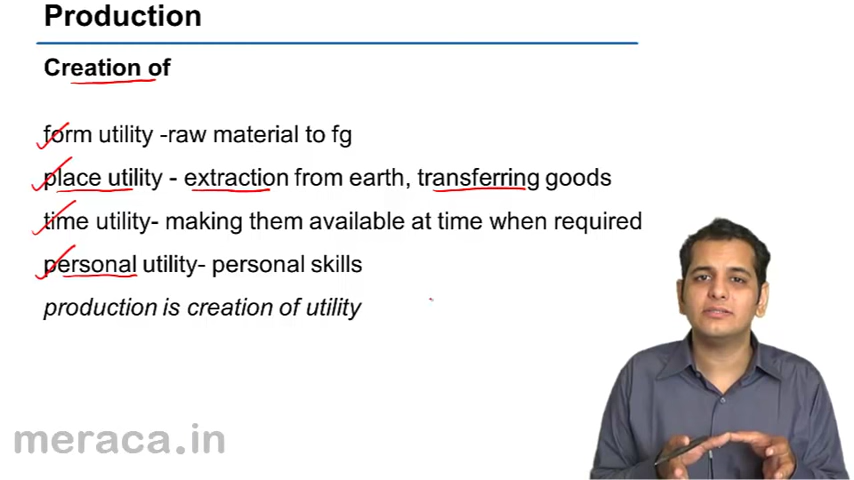 Production
Creation of
form utility -raw material to fg
place utility - extraction from earth, transferring goods
time utility- making them available at time when required
personal utility- personal skills
production is creation of utility
meraca.in